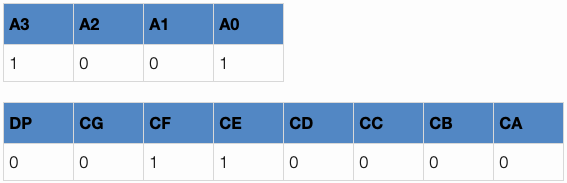 A3 A2 A1 A0
1 0 0 1
DP CG CF CE CD CC CB CA
0 0 1 1 0 0 0 0